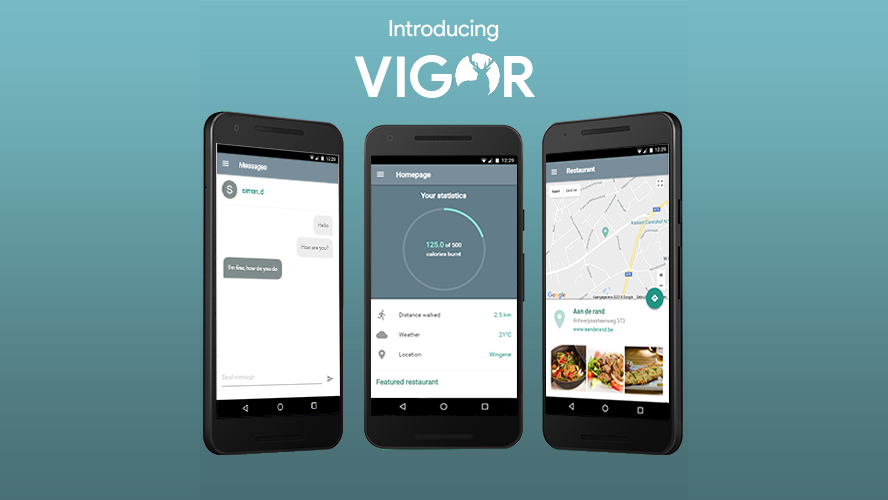 Introducing
VIGOR
12:29
Messages
S
simon_d
Hello
How are you?
I'm fine, how do you do
Send message
12:29
Homepage
Your statistics
125.0 of 500
calories burnt
Distance walked 2.5 km
Weather 21°C
Location Wingene
Featured restaurant
12:29
Restaurant
Google
Aan de rand
573
www.aanderand.be